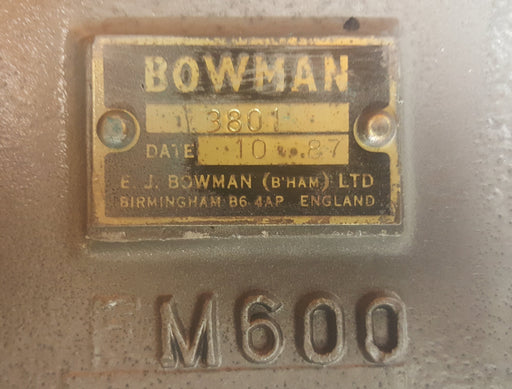 BOWMAN
3801
DATE 10 87
E. J. BOWMAN (B'HAM) LTD
BIRMINGHAM B6 4AP ENGLAND
M600